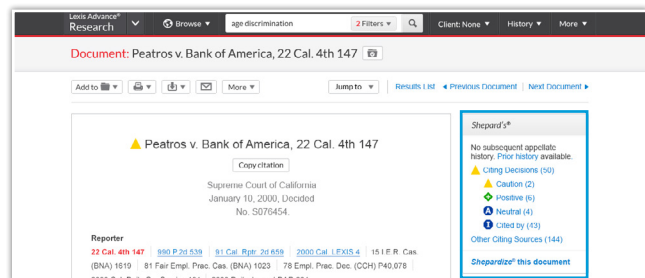 Lexis Advance®
Research
Browse
age discrimination
2 Filters
Client: None
History
More
Document: Peatros v. Bank of America, 22 Cal. 4th 147
Add to
More
Jump to
Results List
Previous Document | Next Document
Shepard's®
No subsequent appellate
history. Prior history available.
Citing Decisions (50)
Caution (2)
Positive (6)
A Neutral (4)
I Cited by (43)
Other Citing Sources (144)
Shepardize® this document
Peatros v. Bank of America, 22 Cal. 4th 147
Copy citation
Supreme Court of California
January 10, 2000, Decided
No. S076454.
Reporter
22 Cal. 4th 147 | 990 P.2d 539 | 91 Cal. Rptr. 2d 659 | 2000 Cal. LEXIS 4 | 15 I.E.R. Cas.
(BNA) 1619 | 81 Fair Empl. Prac. Cas. (BNA) 1023 | 78 Empl. Prac. Dec. (CCH) P40,078 |